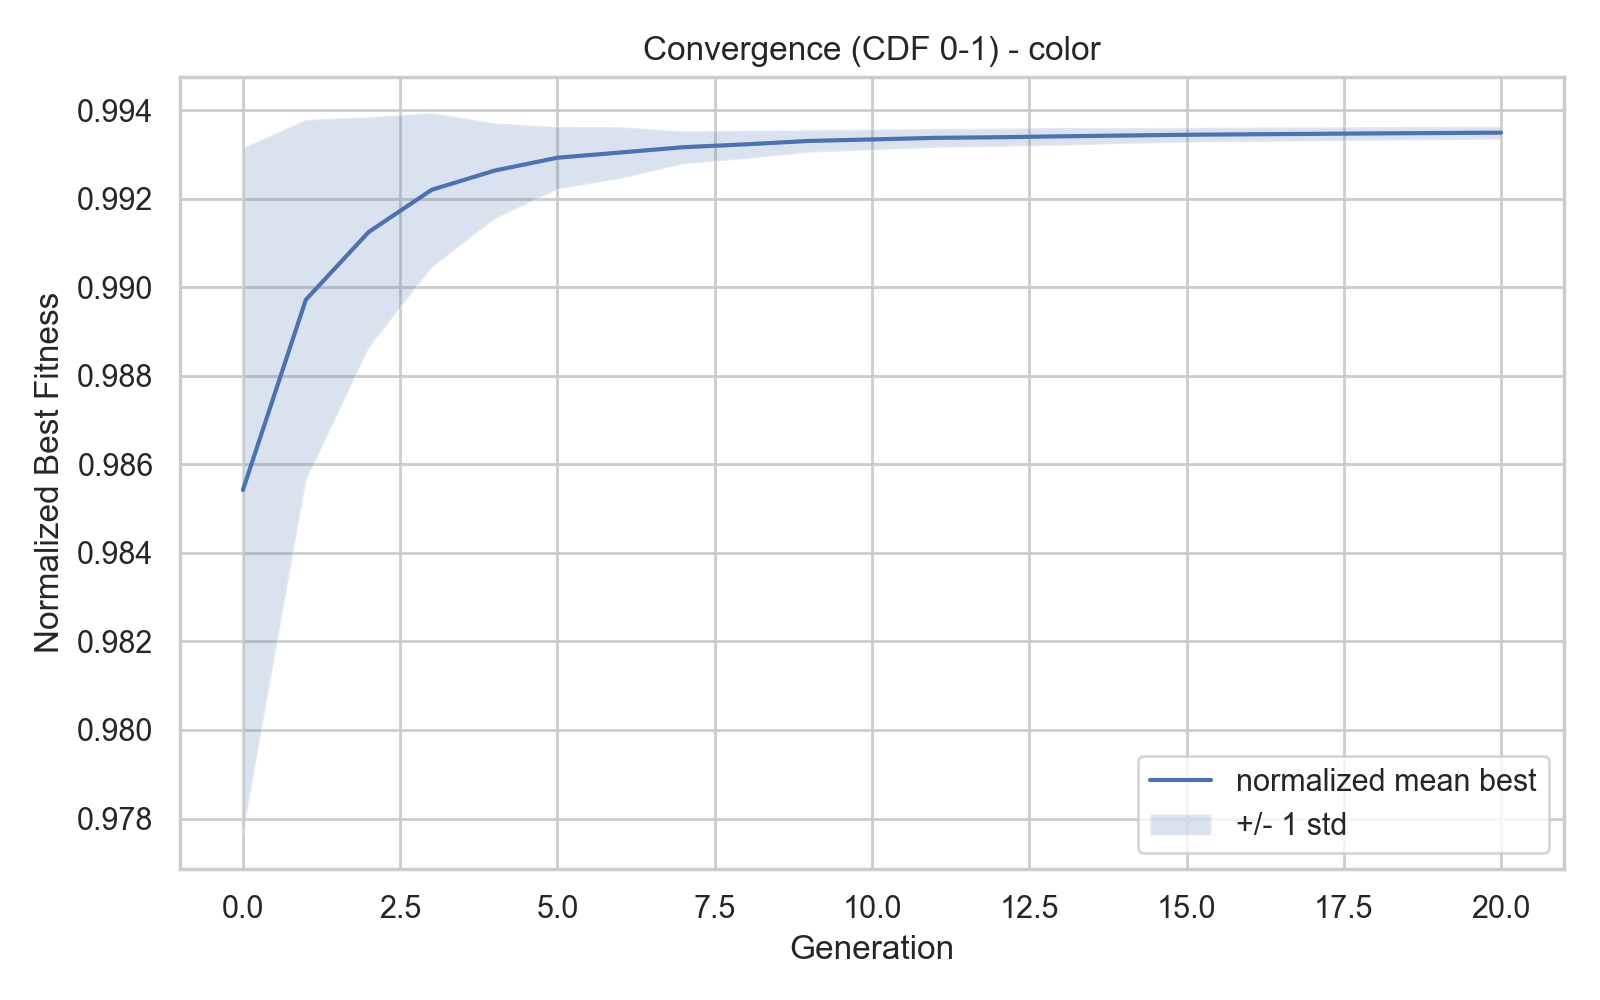 Convergence (CDF 0-1) - color
Normalized Best Fitness
0.994
0.992
0.990
0.988
0.986
0.984
0.982
0.980
0.978
normalized mean best
+/- 1 std
0.0 2.5 5.0 7.5 10.0 12.5 15.0 17.5 20.0
Generation